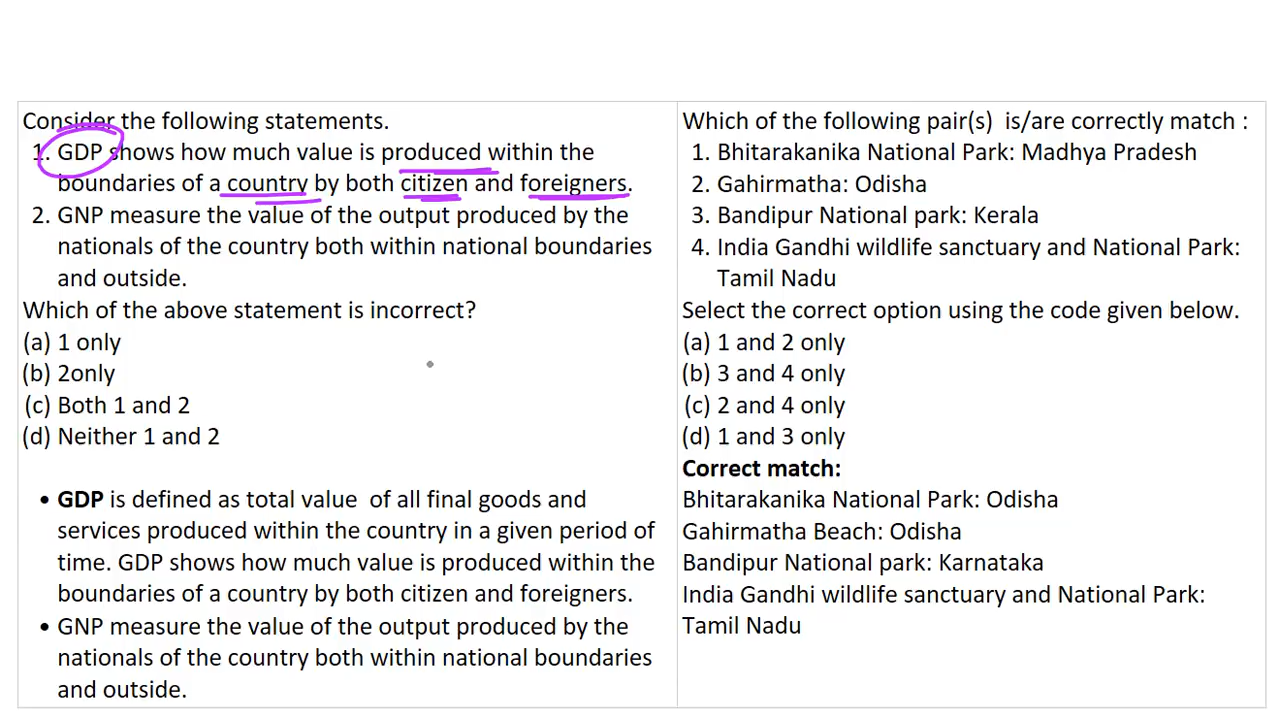 Consider the following statements.
1. GDP shows how much value is produced within the
boundaries of a country by both citizen and foreigners.
2. GNP measure the value of the output produced by the
nationals of the country both within national boundaries
and outside.
Which of the above statement is incorrect?
(a) 1 only
(b) 2only
(c) Both 1 and 2
(d) Neither 1 and 2
• GDP is defined as total value of all final goods and
services produced within the country in a given period of
time. GDP shows how much value is produced within the
boundaries of a country by both citizen and foreigners.
• GNP measure the value of the output produced by the
nationals of the country both within national boundaries
and outside.
Which of the following pair(s) is/are correctly match :
1. Bhitarakanika National Park: Madhya Pradesh
2. Gahirmatha: Odisha
3. Bandipur National park: Kerala
4. India Gandhi wildlife sanctuary and National Park:
Tamil Nadu
Select the correct option using the code given below.
(a) 1 and 2 only
(b) 3 and 4 only
(c) 2 and 4 only
(d) 1 and 3 only
Correct match:
Bhitarakanika National Park: Odisha
Gahirmatha Beach: Odisha
Bandipur National park: Karnataka
India Gandhi wildlife sanctuary and National Park:
Tamil Nadu